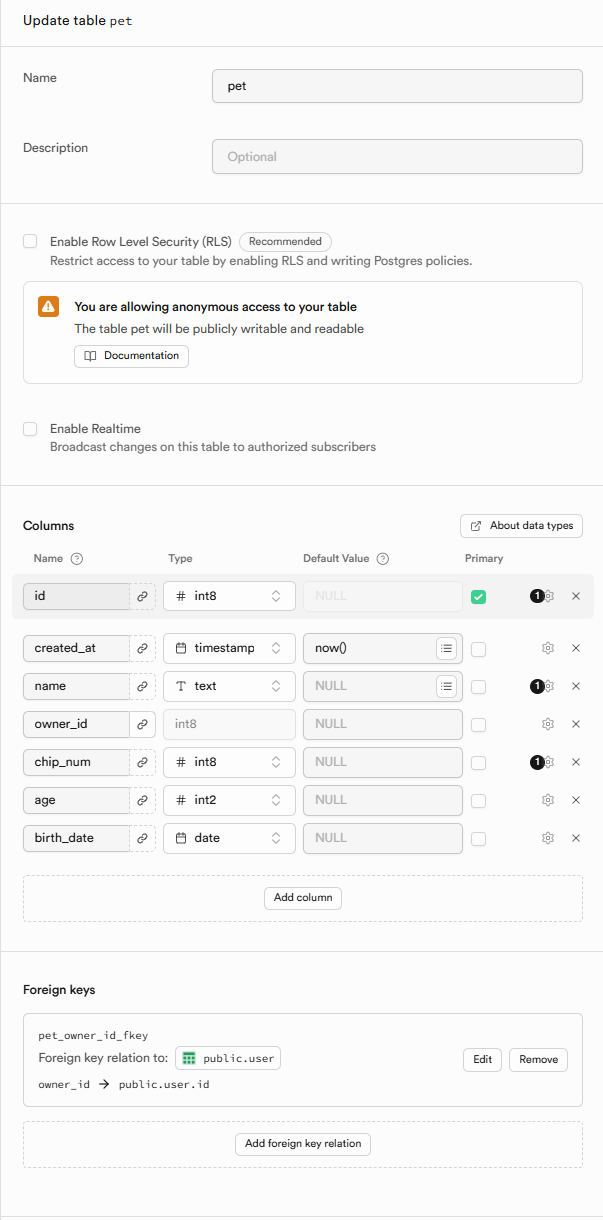 Update table pet
Name
pet
Description
Optional
Enable Row Level Security (RLS) Recommended
Restrict access to your table by enabling RLS and writing Postgres policies.
You are allowing anonymous access to your table
The table pet will be publicly writable and readable
Documentation
Enable Realtime
Broadcast changes on this table to authorized subscribers
Columns About data types
Name ? Type Default Value ? Primary
id # int8 NULL 1
created_at timestamp now()
name T text NULL 1
owner_id int8 NULL
chip_num # int8 NULL 1
age # int2 NULL
birth_date date NULL
Add column
Foreign keys
pet_owner_id_fkey
Foreign key relation to: public.user Edit Remove
owner_id → public.user.id
Add foreign key relation